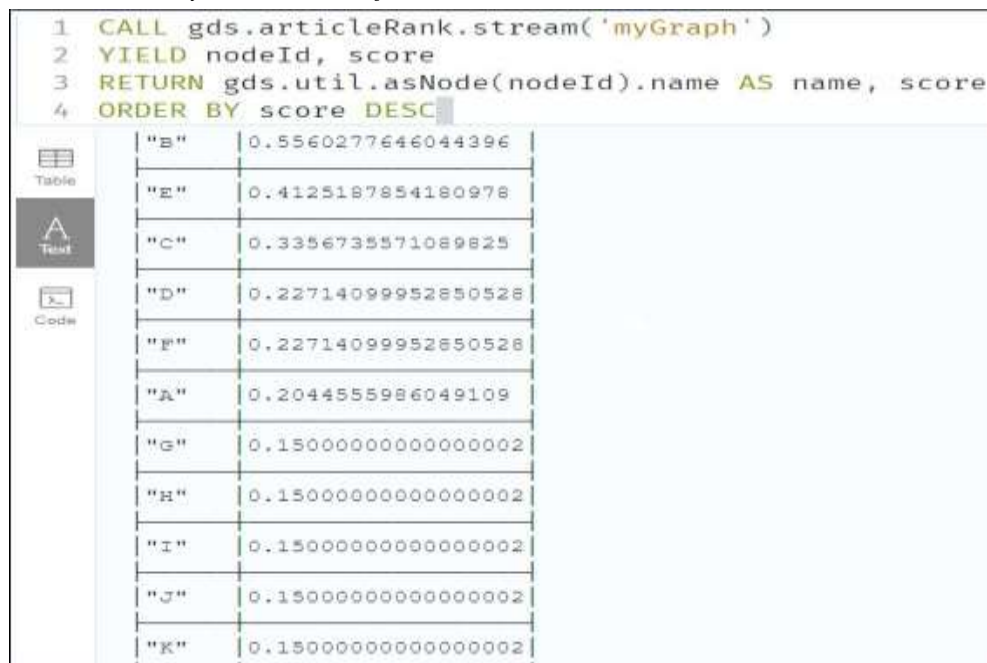 1 CALL gds.articleRank.stream('myGraph')
2 YIELD nodeId, score
3 RETURN gds.util.asNode(nodeId).name AS name, score
4 ORDER BY score DESC
Table
Text
Code
"B" 0.5560277646044396
"E" 0.4125187854180978
"C" 0.3356735571089825
"D" 0.22714099952850528
"F" 0.22714099952850528
"A" 0.2044555986049109
"G" 0.15000000000000002
"H" 0.15000000000000002
"I" 0.15000000000000002
"J" 0.15000000000000002
"K" 0.15000000000000002